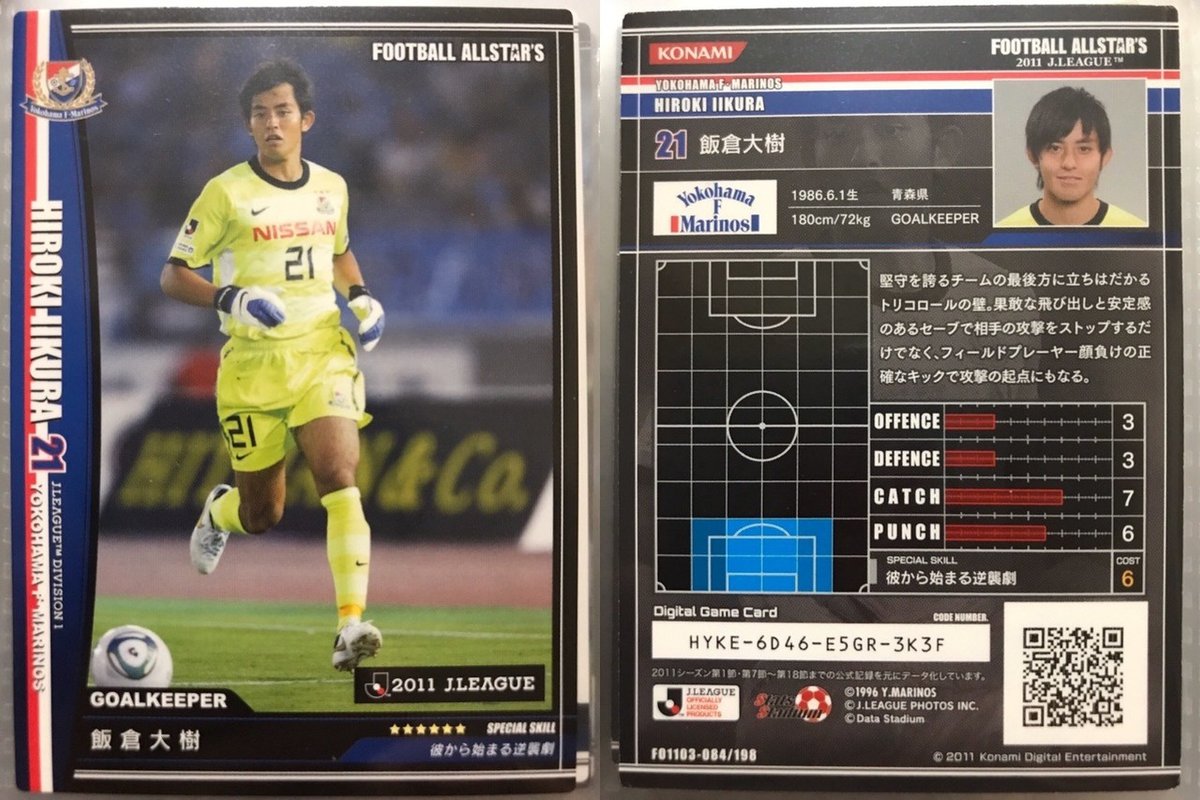 FOOTBALL ALLSTAR'S
Yokohama F·Marinos
HIROKI IIKURA 21 YOKOHAMA F·MARINOS
J.LEAGUE™ DIVISION 1
NISSAN
21
21
GOALKEEPER
2011 J.LEAGUE
飯倉大樹
★★★★★★ SPECIAL SKILL
彼から始まる逆襲劇
KONAMI
FOOTBALL ALLSTAR'S
2011 J.LEAGUE™
YOKOHAMA F·MARINOS
HIROKI IIKURA
21 飯倉大樹
Yokohama
F
Marinos
1986.6.1生 青森県
180cm/72kg GOALKEEPER
堅守を誇るチームの最後方に立ちはだかる
トリコロールの壁。果敢な飛び出しと安定感
のあるセーブで相手の攻撃をストップするだ
けでなく、フィールドプレーヤー顔負けの正
確なキックで攻撃の起点にもなる。
OFFENCE 3
DEFENCE 3
CATCH 7
PUNCH 6
SPECIAL SKILL
彼から始まる逆襲劇
COST
6
Digital Game Card
CODE NUMBER.
HYKE-6D46-E5GR-3K3F
2011シーズン第1節・第7節～第18節までの公式記録を元にデータ化しています。
J.LEAGUE
OFFICIALLY
LICENSED
PRODUCTS
Stats
Stadium
©1996 Y.MARINOS
©J.LEAGUE PHOTOS INC.
©Data Stadium
F01103-084/198
© 2011 Konami Digital Entertainment